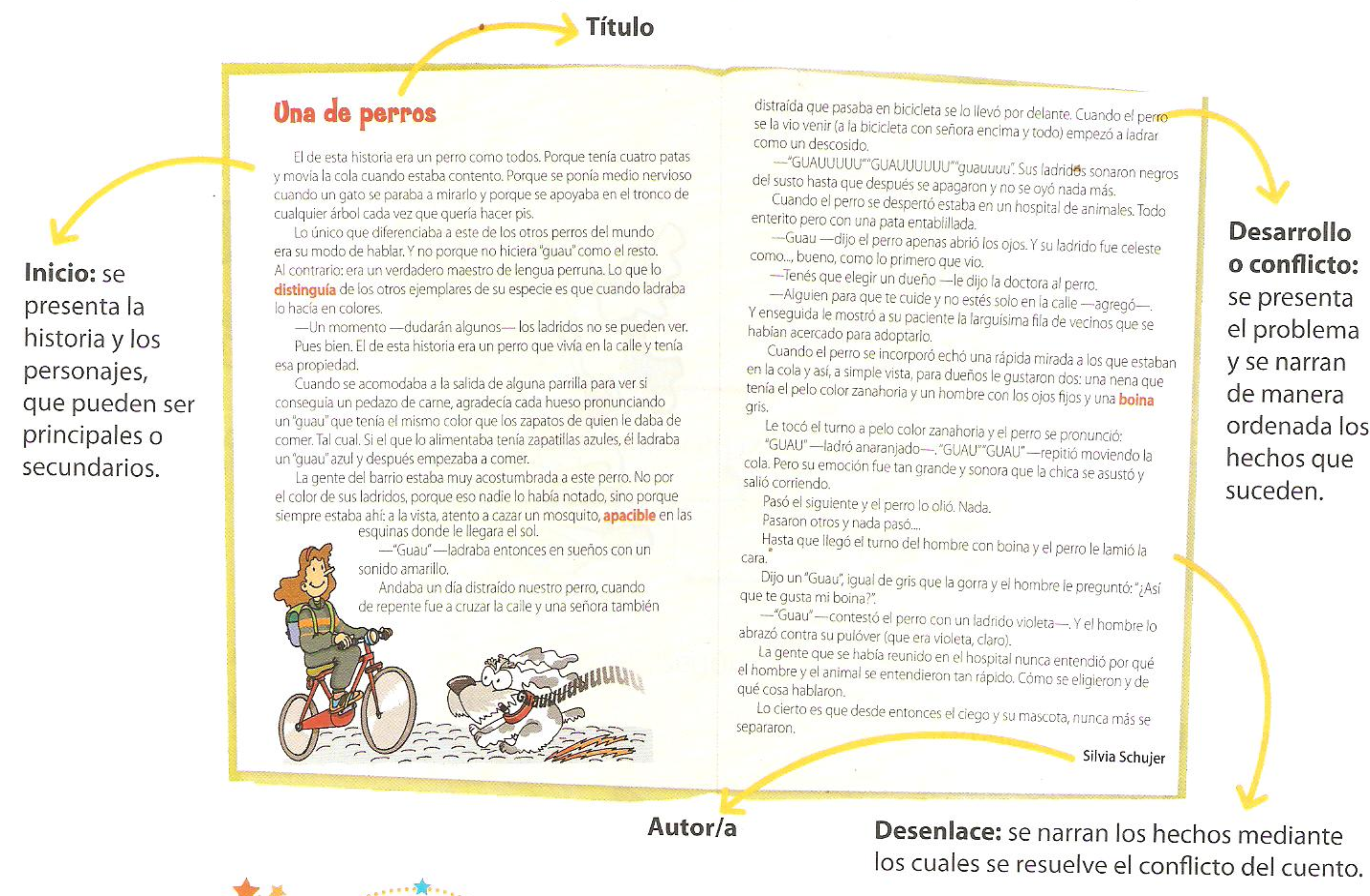 Título
Una de perros
El de esta historia era un perro como todos. Porque tenía cuatro patas
y movía la cola cuando estaba contento. Porque se ponía medio nervioso
cuando un gato se paraba a mirarlo y porque se apoyaba en el tronco de
cualquier árbol cada vez que quería hacer pis.
Lo único que diferenciaba a este de los otros perros del mundo
era su modo de hablar. Y no porque no hiciera "guau" como el resto.
Al contrario: era un verdadero maestro de lengua perruna. Lo que lo
distinguía de los otros ejemplares de su especie es que cuando ladraba
lo hacía en colores.
—Un momento —dudarán algunos— los ladridos no se pueden ver.
Pues bien. El de esta historia era un perro que vivía en la calle y tenía
esa propiedad.
Cuando se acomodaba a la salida de alguna parrilla para ver si
conseguía un pedazo de carne, agradecía cada hueso pronunciando
un "guau" que tenía el mismo color que los zapatos de quien le daba de
comer. Tal cual. Si el que lo alimentaba tenía zapatillas azules, él ladraba
un "guau" azul y después empezaba a comer.
La gente del barrio estaba muy acostumbrada a este perro. No por
el color de sus ladridos, porque eso nadie lo había notado, sino porque
siempre estaba ahí: a la vista, atento a cazar un mosquito, apacible en las
esquinas donde le llegara el sol.
—"Guau" —ladraba entonces en sueños con un
sonido amarillo.
Andaba un día distraído nuestro perro, cuando
de repente fue a cruzar la calle y una señora también
distraída que pasaba en bicicleta se lo llevó por delante. Cuando el perro
se la vio venir (a la bicicleta con señora encima y todo) empezó a ladrar
como un descosido.
—"GUAUUUUU" "GUAUUUUUU" "guauuuu". Sus ladridos sonaron negros
del susto hasta que después se apagaron y no se oyó nada más.
Cuando el perro se despertó estaba en un hospital de animales. Todo
enterito pero con una pata entablillada.
—Guau —dijo el perro apenas abrió los ojos. Y su ladrido fue celeste
como..., bueno, como lo primero que vio.
—Tenés que elegir un dueño —le dijo la doctora al perro.
—Alguien para que te cuide y no estés solo en la calle —agregó—.
Y enseguida le mostró a su paciente la larguísima fila de vecinos que se
habían acercado para adoptarlo.
Cuando el perro se incorporó echó una rápida mirada a los que estaban
en la cola y así, a simple vista, para dueños le gustaron dos: una nena que
tenía el pelo color zanahoria y un hombre con los ojos fijos y una boina
gris.
Le tocó el turno a pelo color zanahoria y el perro se pronunció:
"GUAU" —ladró anaranjado—. "GUAU" "GUAU" —repitió moviendo la
cola. Pero su emoción fue tan grande y sonora que la chica se asustó y
salió corriendo.
Pasó el siguiente y el perro lo olió. Nada.
Pasaron otros y nada pasó....
Hasta que llegó el turno del hombre con boina y el perro le lamió la
cara.
Dijo un "Guau", igual de gris que la gorra y el hombre le preguntó: "¿Así
que te gusta mi boina?".
—"Guau" —contestó el perro con un ladrido violeta—. Y el hombre lo
abrazó contra su pulóver (que era violeta, claro).
La gente que se había reunido en el hospital nunca entendió por qué
el hombre y el animal se entendieron tan rápido. Cómo se eligieron y de
qué cosa hablaron.
Lo cierto es que desde entonces el ciego y su mascota, nunca más se
separaron.
Silvia Schujer
Inicio: se
presenta la
historia y los
personajes,
que pueden ser
principales o
secundarios.
Desarrollo
o conflicto:
se presenta
el problema
y se narran
de manera
ordenada los
hechos que
suceden.
Autor/a
Desenlace: se narran los hechos mediante
los cuales se resuelve el conflicto del cuento.